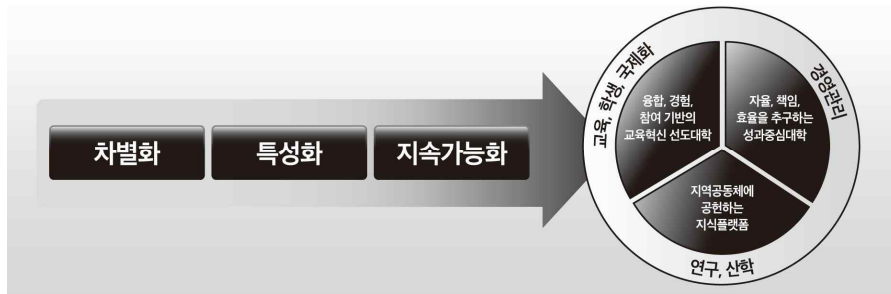 차별화
특성화
지속가능화
교육, 학생, 국제화
융합, 경험,
참여 기반의
교육혁신 선도대학
경영관리
자율, 책임,
효율을 추구하는
성과중심대학
지역공동체에
공헌하는
지식플랫폼
연구, 산학